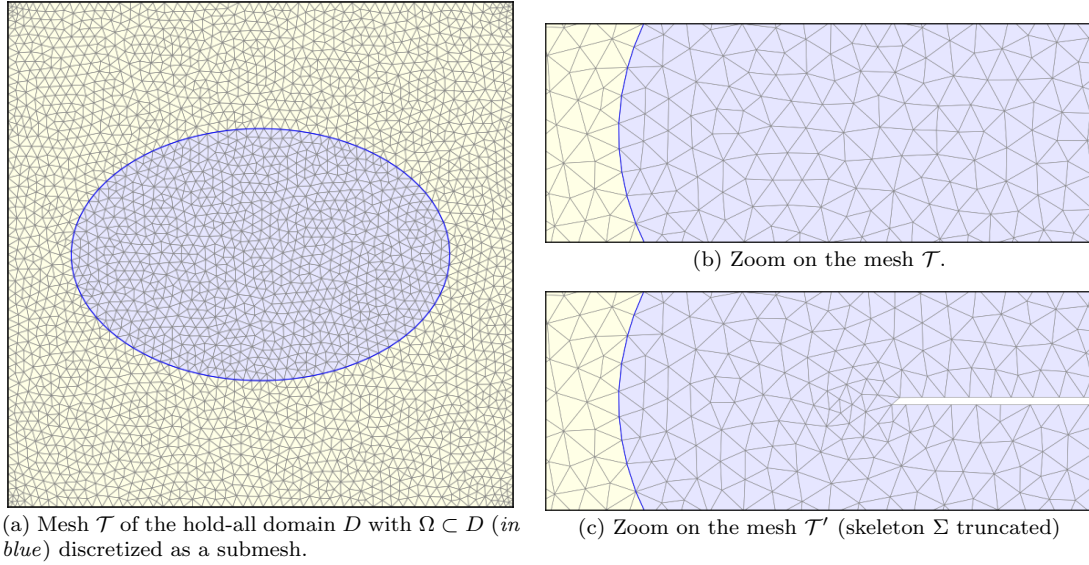 (a) Mesh 𝒯 of the hold-all domain D with Ω ⊂ D (in
blue) discretized as a submesh.
(b) Zoom on the mesh 𝒯.
(c) Zoom on the mesh 𝒯′ (skeleton Σ truncated)